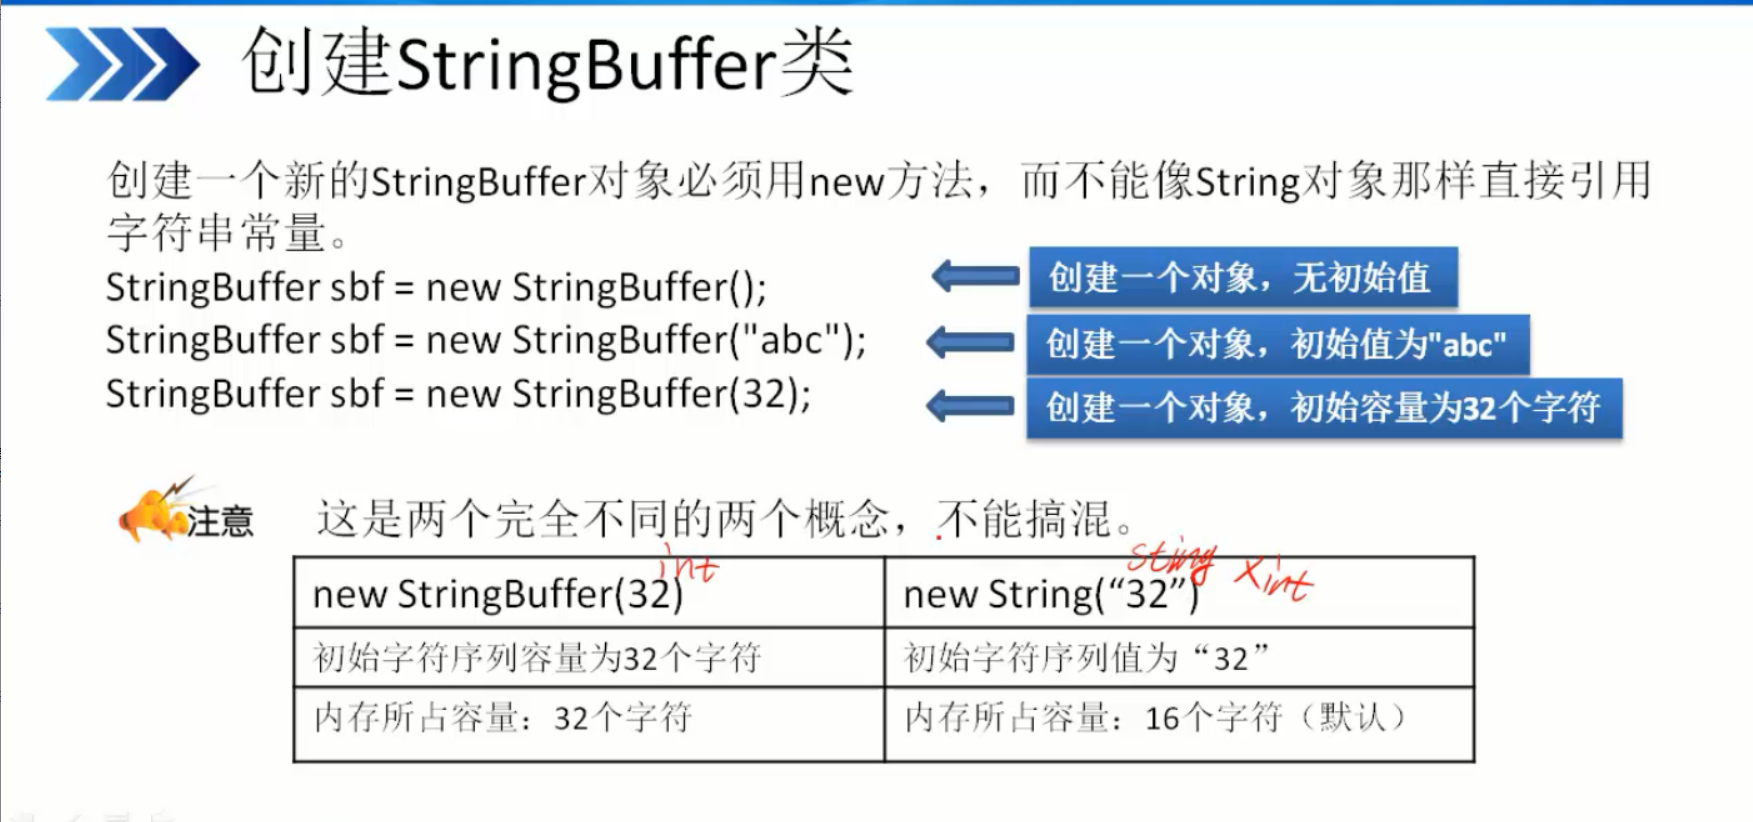 创建StringBuffer类
创建一个新的StringBuffer对象必须用new方法，而不能像String对象那样直接引用
字符串常量。
StringBuffer sbf = new StringBuffer();
创建一个对象，无初始值
StringBuffer sbf = new StringBuffer("abc");
创建一个对象，初始值为"abc"
StringBuffer sbf = new StringBuffer(32);
创建一个对象，初始容量为32个字符
注意
这是两个完全不同的两个概念，不能搞混。
int
Sting
×int
new StringBuffer(32)
new String(“32”)
初始字符序列容量为32个字符
初始字符序列值为“32”
内存所占容量：32个字符
内存所占容量：16个字符（默认）